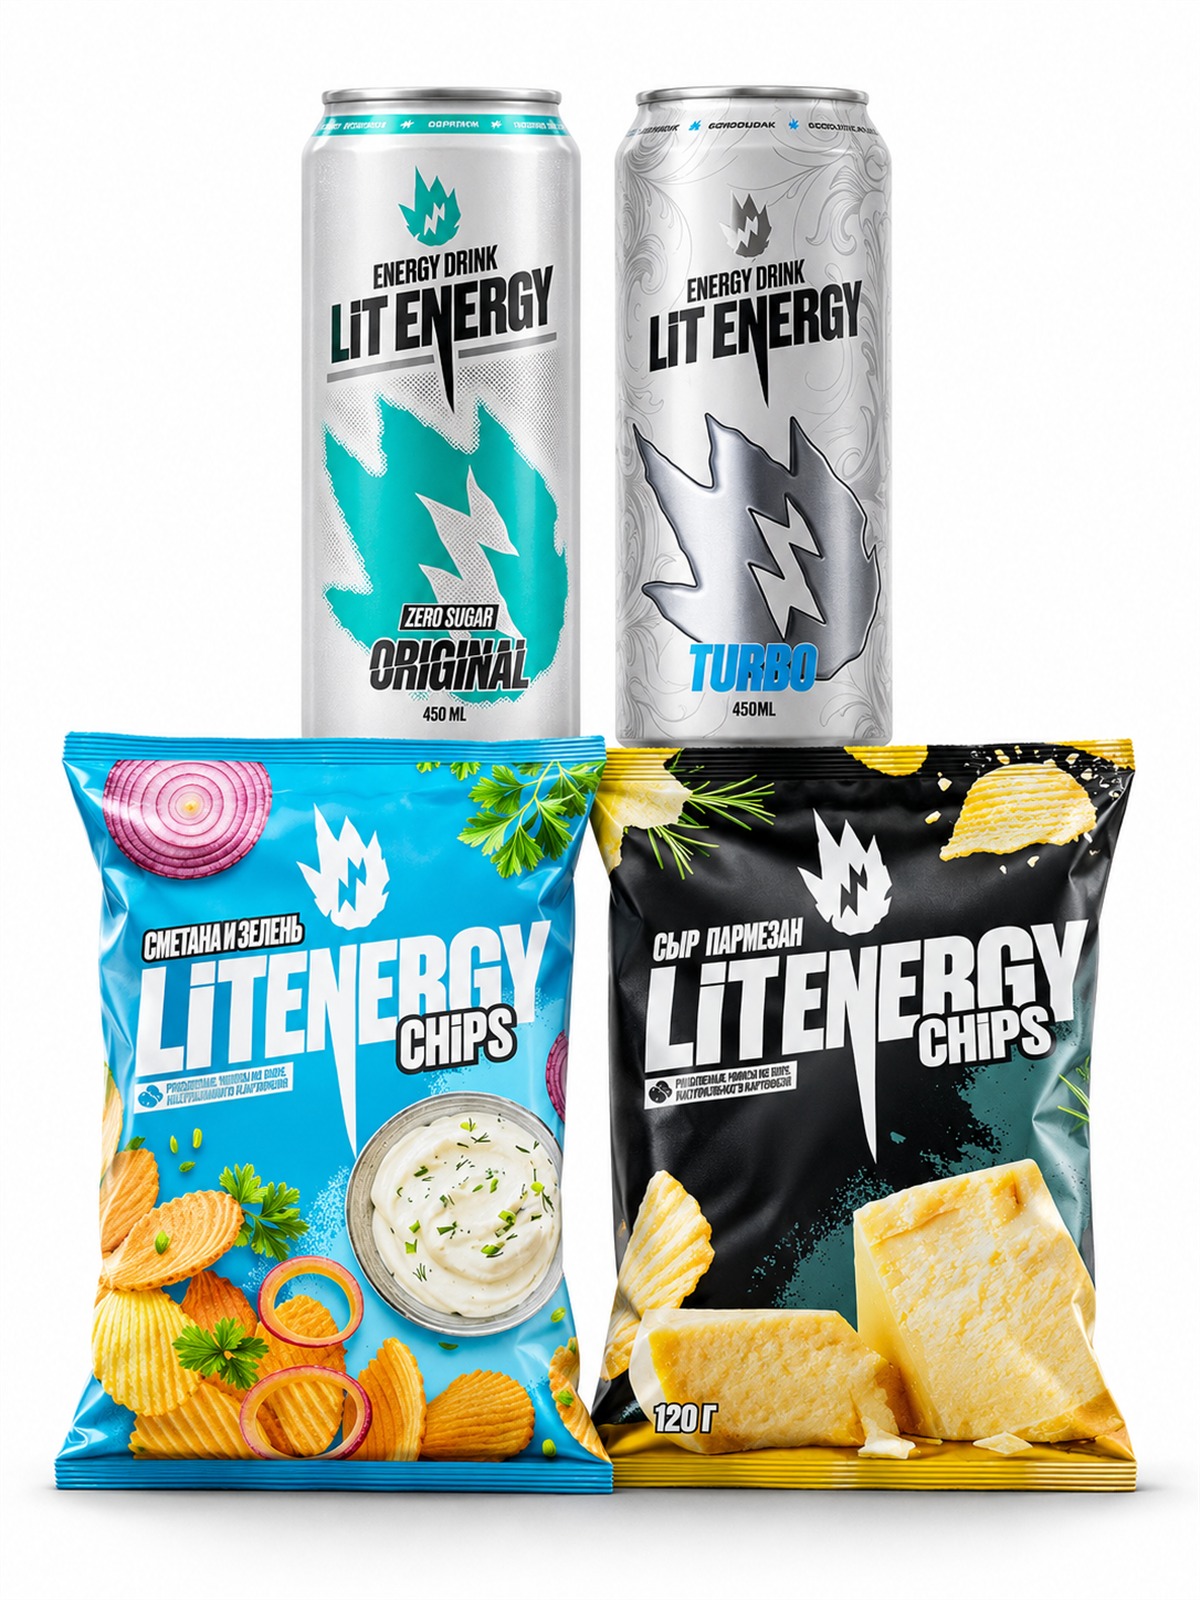 ENERGY DRINK
LiT ENERGY
ZERO SUGAR
ORIGINAL
450 ML
ENERGY DRINK
LiT ENERGY
TURBO
450ML
СМЕТАНА И ЗЕЛЕНЬ
LiTENERGY
CHiPS
СЫР ПАРМЕЗАН
LiTENERGY
CHiPS
120 Г